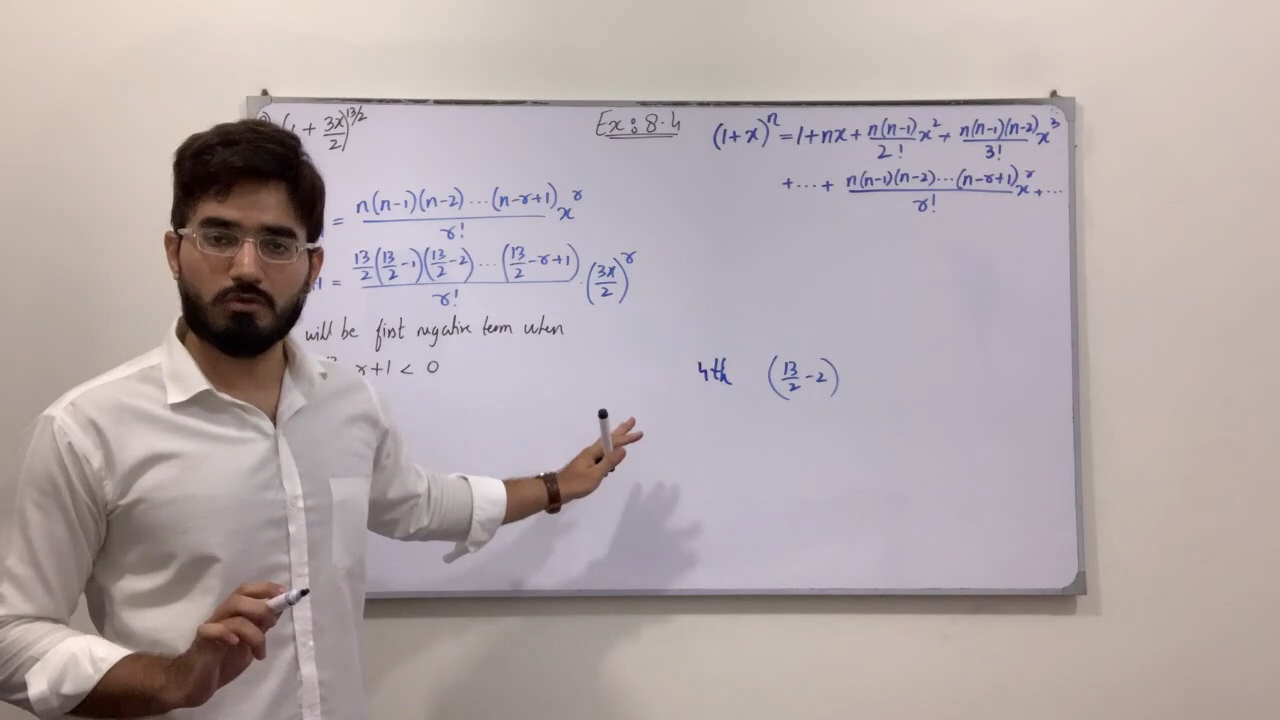 (1 + 3x/2)^13/2
Ex: 8.4
(1+x)^n = 1+nx+ n(n-1)/2! x^2 + n(n-1)(n-2)/3! x^3
+ ... + n(n-1)(n-2)...(n-r+1)/r! x^r + ...
= n(n-1)(n-2) ... (n-r+1)/r! x^r
= 13/2(13/2-1)(13/2-2) ... (13/2-r+1)/r! . (3x/2)^r
will be first negative term when
r+1 < 0
4th (13/2-2)